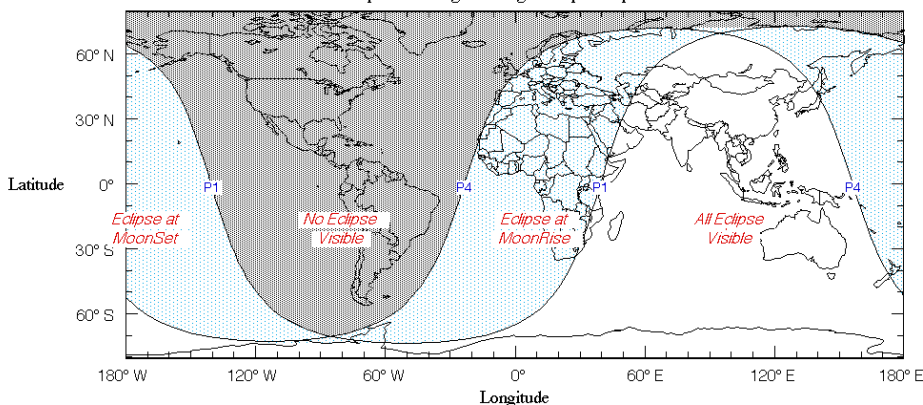 60° N
30° N
Latitude
0°
P1
P4
P1
P4
Eclipse at
MoonSet
No Eclipse
Visible
Eclipse at
MoonRise
All Eclipse
Visible
30° S
60° S
180° W
120° W
60° W
0°
60° E
120° E
180° E
Longitude